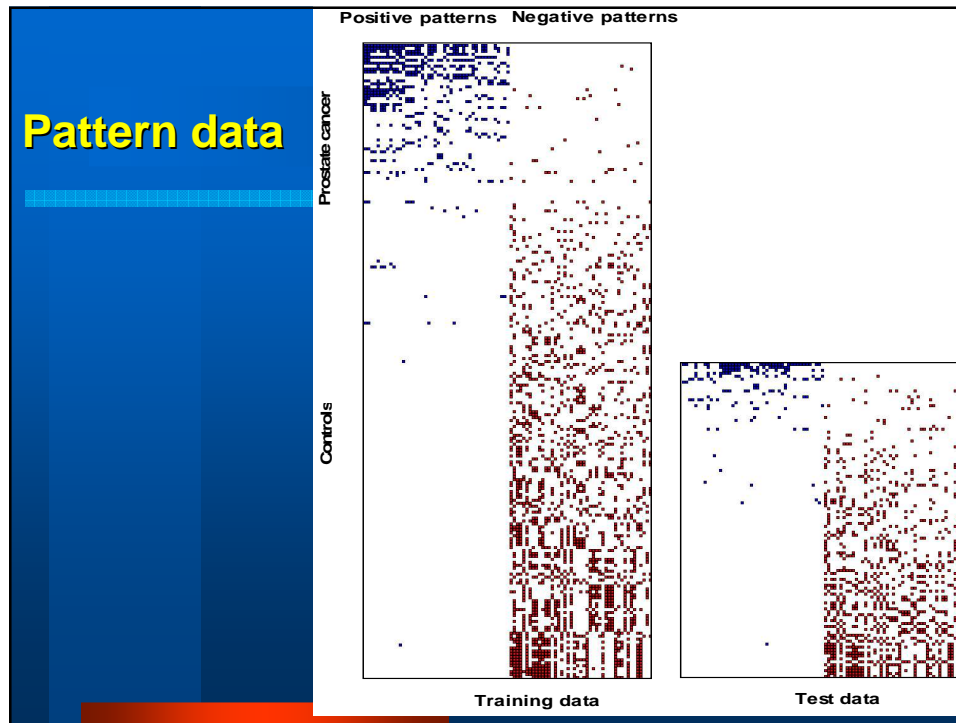 Positive patterns Negative patterns
Pattern data
Prostate cancer
Controls
Training data
Test data